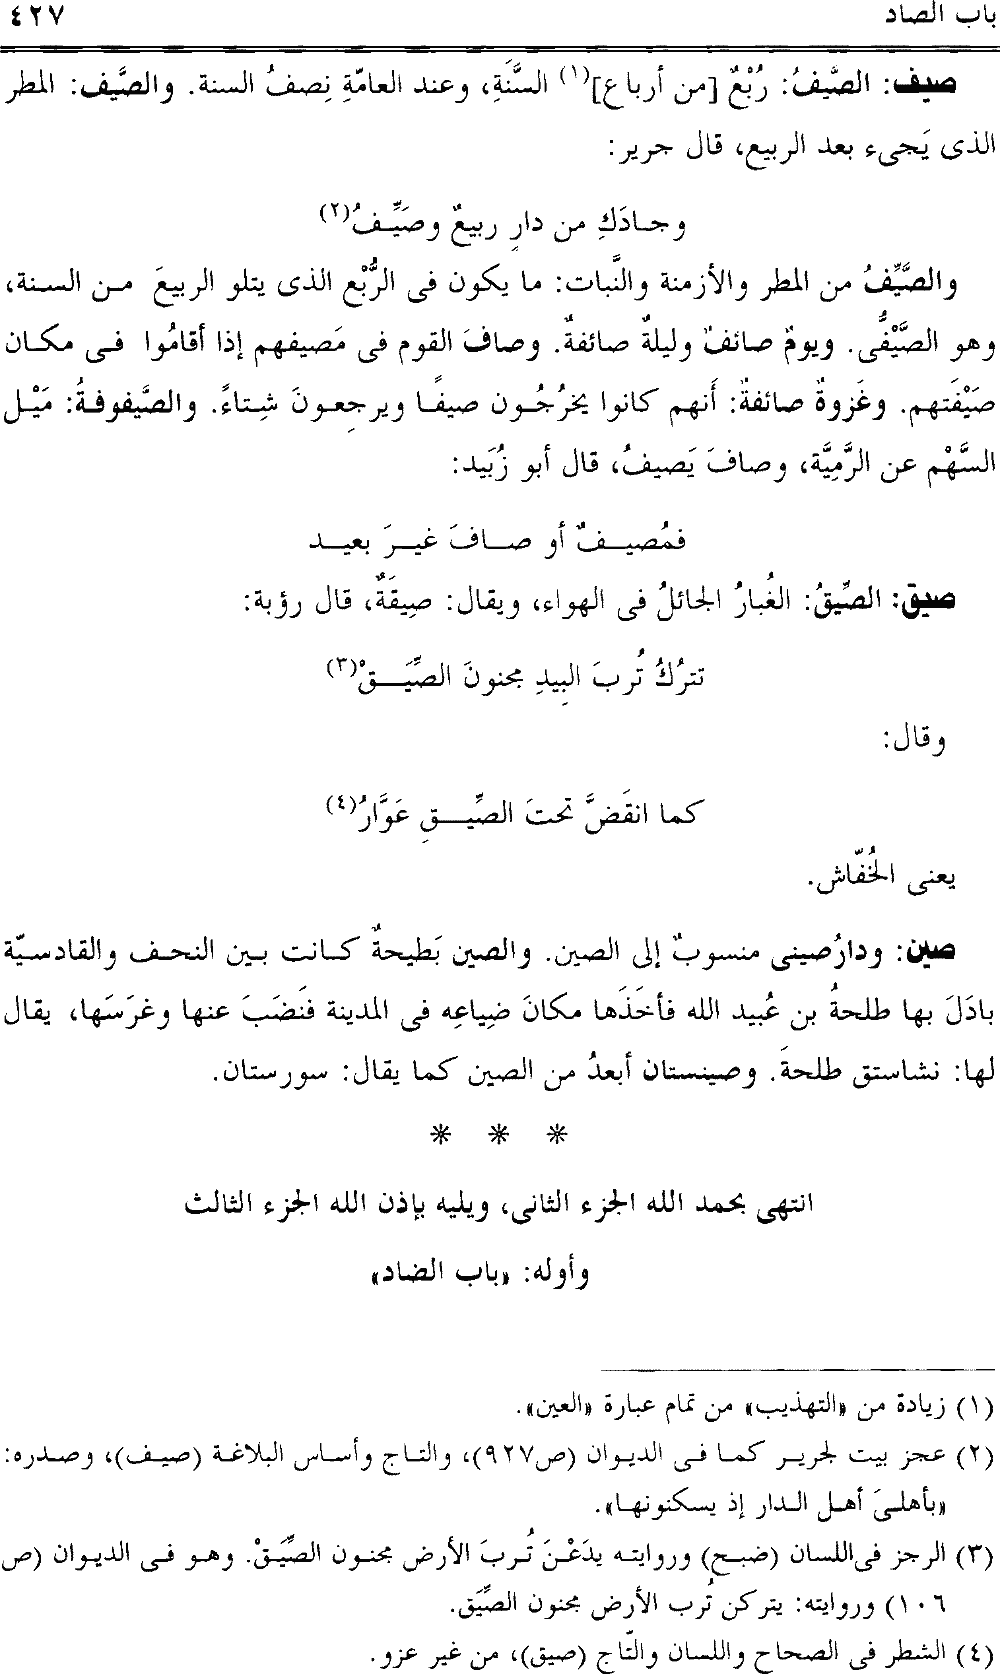 باب الصاد ٤٢٧
صيف: الصَّيْفُ: رُبْعٌ [من أرباع](١) السَّنَةِ، وعند العامّةِ نِصفُ السنة. والصَّيف: المطر
الذى يَجىء بعد الربيع، قال جرير:
وجادَكِ من دارٍ ربيعٌ وصَيِّفُ(٢)
والصَّيِّفُ من المطر والأزمنة والنَّبات: ما يكون فى الرُّبْع الذى يتلو الربيعَ من السنة،
وهو الصَّيْفُّى. ويومٌ صائفٌ وليلةٌ صائفةٌ. وصافَ القوم فى مَصيفهم إذا أقامُوا فى مكان
صَيْفَتهم. وغَزوةٌ صائفةٌ: أَنهم كانوا يخرُجُون صيفًا ويرجِعونَ شِتاءً. والصَّيفوفةُ: مَيْل
السَّهْم عن الرَّمِيَّة، وصافَ يَصيفُ، قال أبو زُبَيد:
فمُصيفٌ أو صافَ غيرَ بعيد
صيق: الصِّيقُ: الغُبارُ الجائلُ فى الهواء، ويقال: صِيقَةٌ، قال رؤبة:
تترُكُ تُربَ البِيدِ مجنونَ الصِّيَقْ(٣)
وقال:
كما انقَضَّ تحتَ الصِّيقِ عَوَّارُ(٤)
يعنى الخُفّاش.
صين: ودارُصينى منسوبٌ إلى الصين. والصين بَطيحةٌ كانت بين النحف والقادسيّة
بادَلَ بها طلحةُ بن عُبيد الله فأخَذَها مكانَ ضِياعِه فى المدينة فنَضَبَ عنها وغرَسَها، يقال
لها: نشاستق طلحةَ. وصينستان أبعدُ من الصين كما يقال: سورستان.
* * *
انتهى بحمد الله الجزء الثانى، ويليه بإذن الله الجزء الثالث
وأوله: «باب الضاد»
(١) زيادة من «التهذيب» من تمام عبارة «العين».
(٢) عجز بيت لجرير كما فى الديوان (ص٩٢٧)، والتاج وأساس البلاغة (صيف)، وصدره:
«بأهلىَ أهل الدار إذ يسكنونها».
(٣) الرجز فى اللسان (ضبح) وروايته يدَعْنَ تُربَ الأرض مجنون الصِّيَقْ. وهو فى الديوان (ص
١٠٦) وروايته: يتركن تُرب الأرض مجنون الصِّيَق.
(٤) الشطر فى الصحاح واللسان والتّاج (صيق)، من غير عزو.